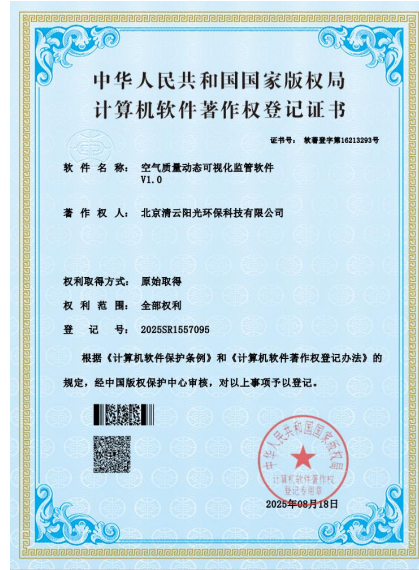 中华人民共和国国家版权局
计算机软件著作权登记证书
证书号： 软著登字第16213293号
软件名称： 空气质量动态可视化监管软件
V1.0
著作权人： 北京清云阳光环保科技有限公司
权利取得方式： 原始取得
权利范围： 全部权利
登记号： 2025SR1557095
根据《计算机软件保护条例》和《计算机软件著作权登记办法》的
规定，经中国版权保护中心审核，对以上事项予以登记。
中华人民共和国国家版权局
计算机软件著作权
登记专用章
2025年08月18日